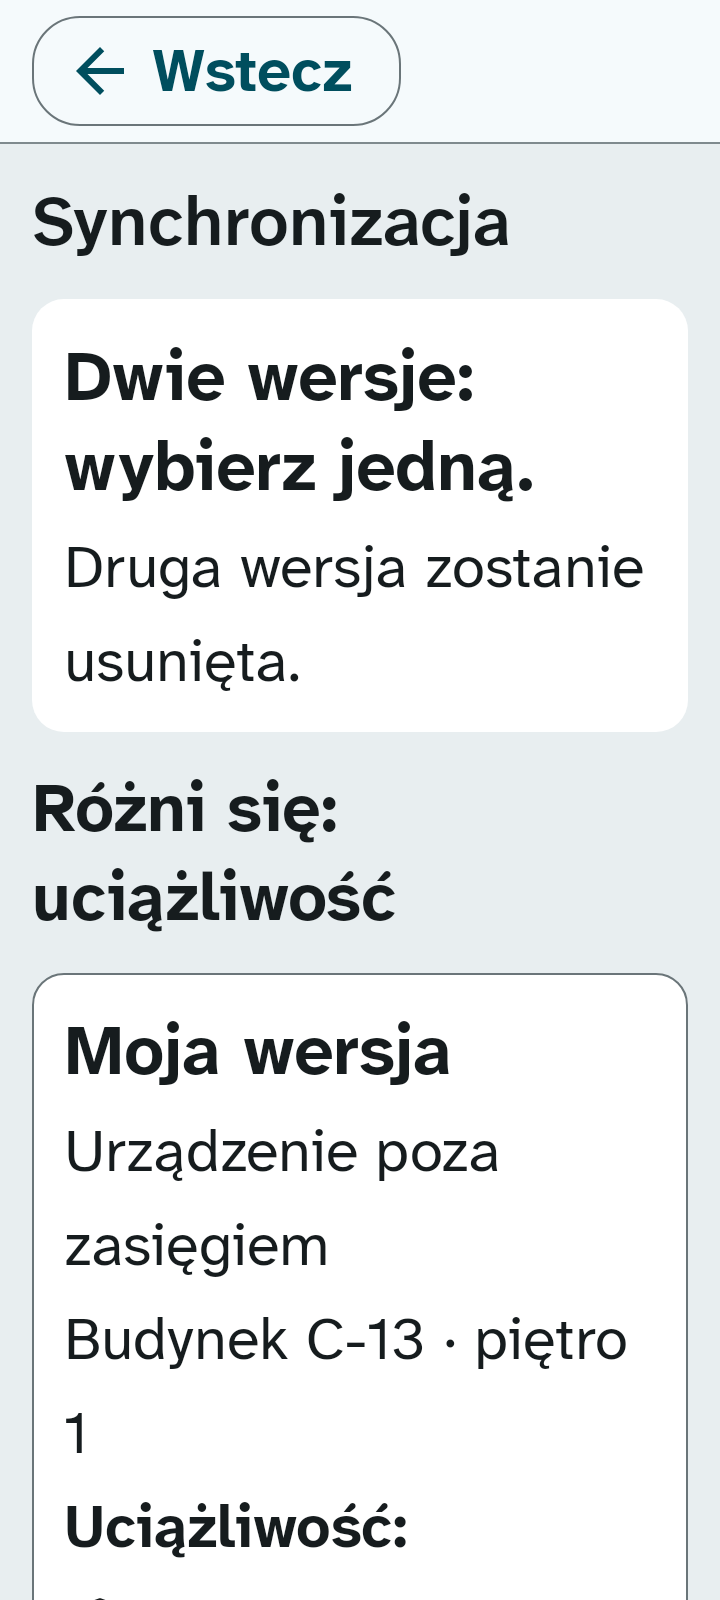 Wstecz
Synchronizacja
Dwie wersje:
wybierz jedną.
Druga wersja zostanie
usunięta.
Różni się:
uciążliwość
Moja wersja
Urządzenie poza
zasięgiem
Budynek C-13 · piętro
1
Uciążliwość: